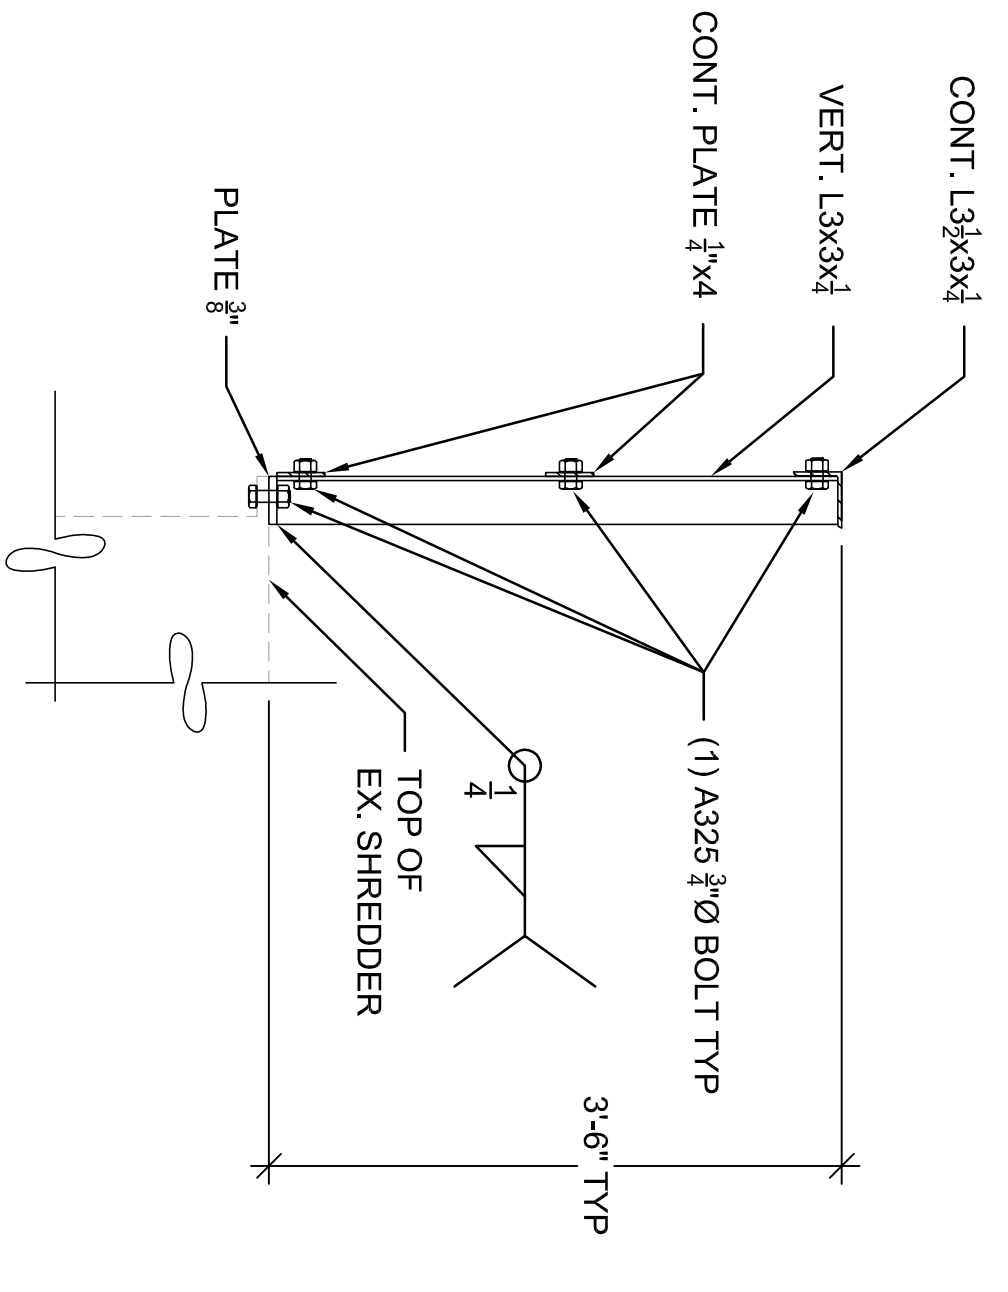 CONT. L3½x3x¼
VERT. L3x3x¼
CONT. PLATE ¼"x4
PLATE ⅜"
(1) A325 ¾"Ø BOLT TYP
¼
TOP OF
EX. SHREDDER
3'-6" TYP